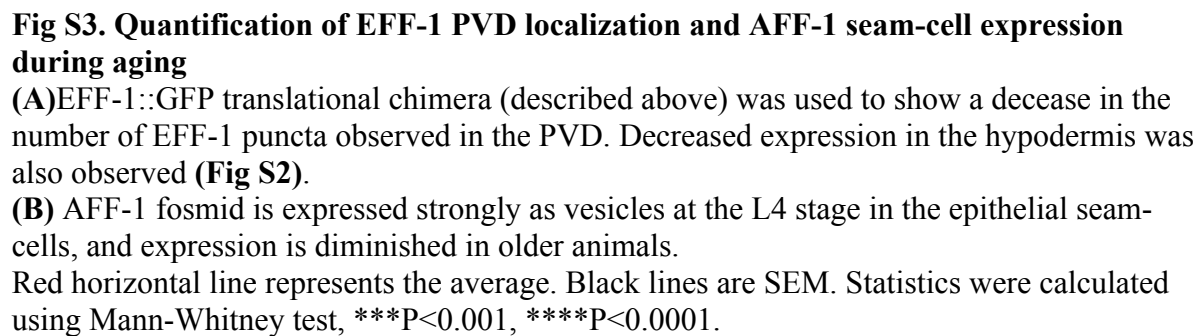 Fig S3. Quantification of EFF-1 PVD localization and AFF-1 seam-cell expression
during aging
(A)EFF-1::GFP translational chimera (described above) was used to show a decease in the
number of EFF-1 puncta observed in the PVD. Decreased expression in the hypodermis was
also observed (Fig S2).
(B) AFF-1 fosmid is expressed strongly as vesicles at the L4 stage in the epithelial seam-
cells, and expression is diminished in older animals.
Red horizontal line represents the average. Black lines are SEM. Statistics were calculated
using Mann-Whitney test, ***P<0.001, ****P<0.0001.